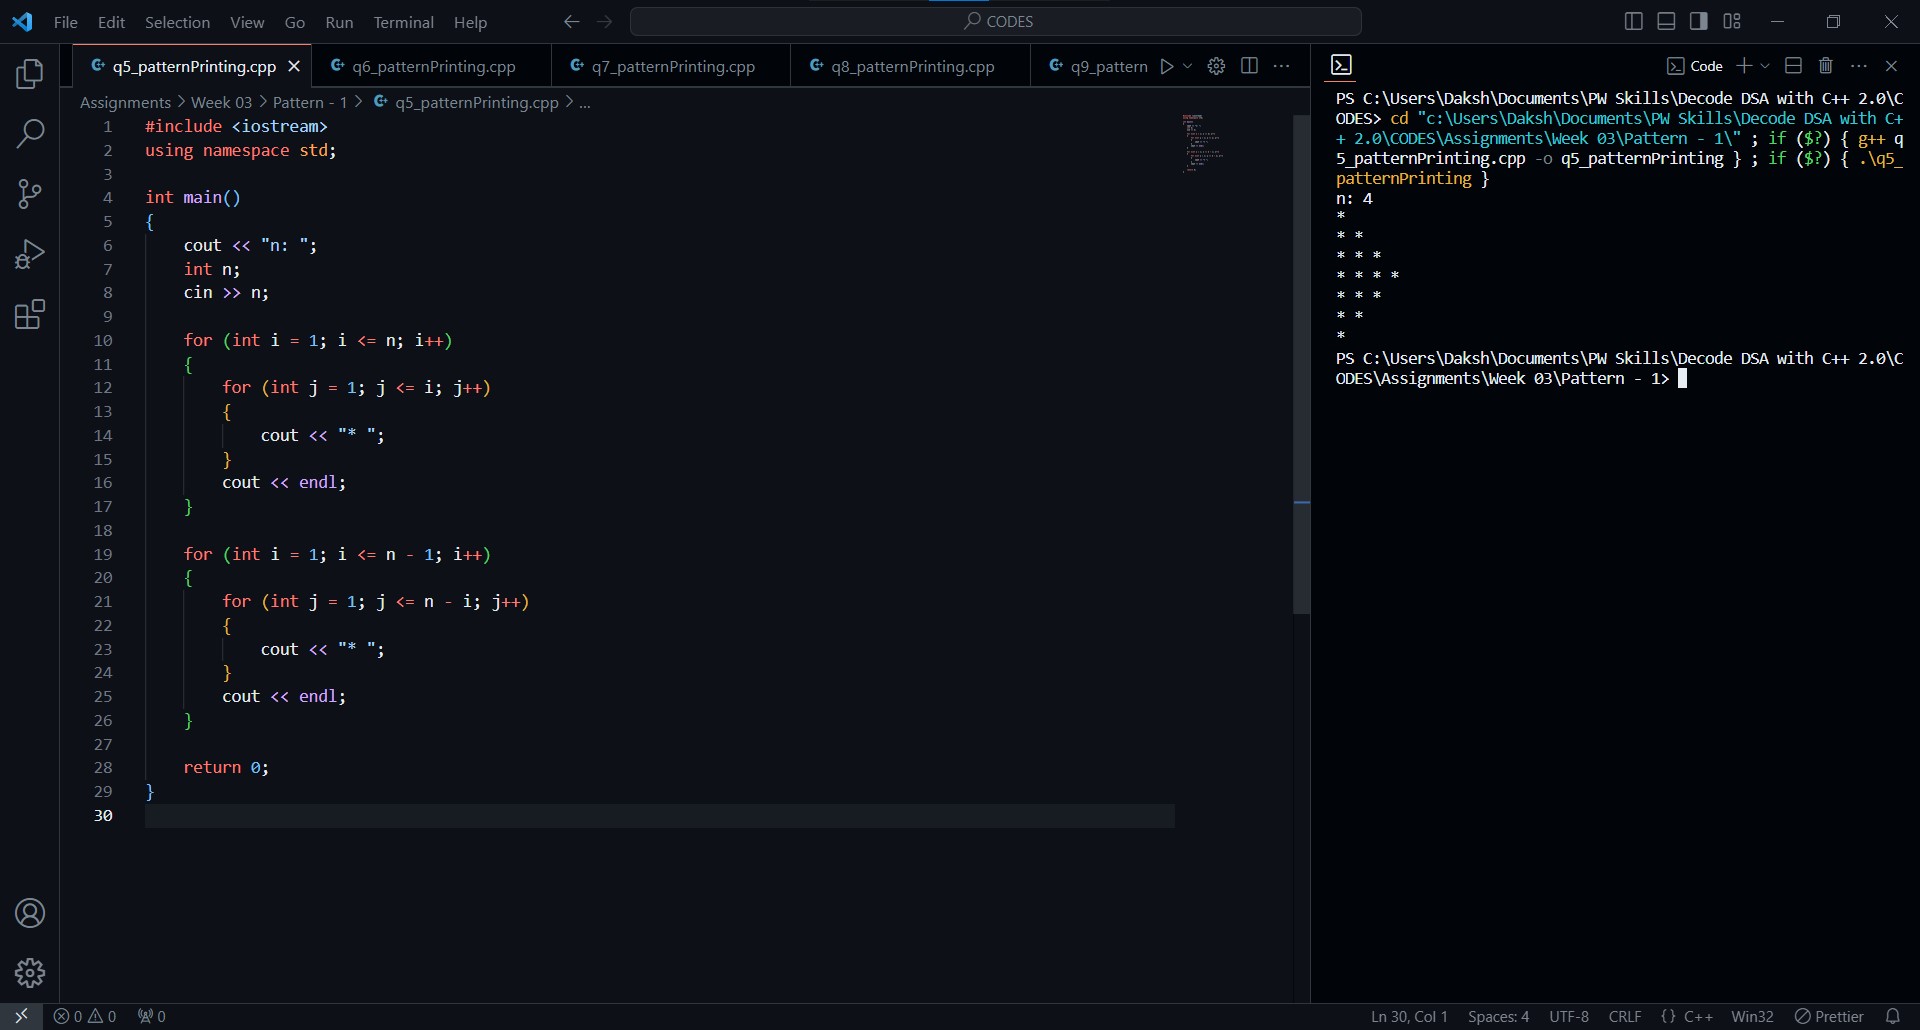 File Edit Selection View Go Run Terminal Help CODES
q5_patternPrinting.cpp q6_patternPrinting.cpp q7_patternPrinting.cpp q8_patternPrinting.cpp q9_pattern
Assignments > Week 03 > Pattern - 1 > q5_patternPrinting.cpp > ...
1 #include <iostream>
2 using namespace std;
3
4 int main()
5 {
6 cout << "n: ";
7 int n;
8 cin >> n;
9
10 for (int i = 1; i <= n; i++)
11 {
12 for (int j = 1; j <= i; j++)
13 {
14 cout << "* ";
15 }
16 cout << endl;
17 }
18
19 for (int i = 1; i <= n - 1; i++)
20 {
21 for (int j = 1; j <= n - i; j++)
22 {
23 cout << "* ";
24 }
25 cout << endl;
26 }
27
28 return 0;
29 }
30
Code
PS C:\Users\Daksh\Documents\PW Skills\Decode DSA with C++ 2.0\C
ODES> cd "c:\Users\Daksh\Documents\PW Skills\Decode DSA with C+
+ 2.0\CODES\Assignments\Week 03\Pattern - 1\" ; if ($?) { g++ q
5_patternPrinting.cpp -o q5_patternPrinting } ; if ($?) { .\q5_
patternPrinting }
n: 4
*
* *
* * *
* * * *
* * *
* *
*
PS C:\Users\Daksh\Documents\PW Skills\Decode DSA with C++ 2.0\C
ODES\Assignments\Week 03\Pattern - 1>
0 0 0 Ln 30, Col 1 Spaces: 4 UTF-8 CRLF {} C++ Win32 Prettier